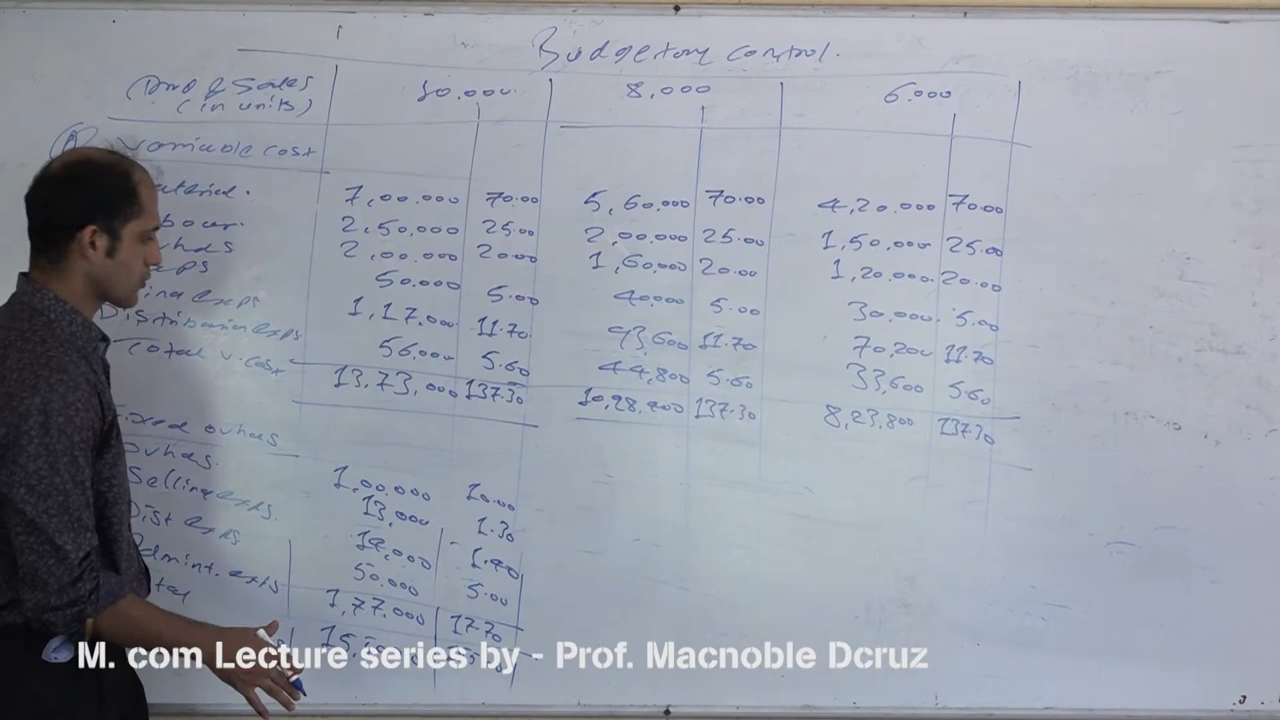 Budgetary control.
Prod & Sales (in units) 10.000 8,000 6.000
(A) Variable cost
7,00.000 70.00 5,60.000 70.00 4,20.000 70.00
2,50.000 25.00 2,00.000 25.00 1,50.000 25.00
2,00.000 20.00 1,60,000 20.00 1,20.000 20.00
exps 50.000 5.00 40000 5.00 30,000 5.00
exps 1,17.000 11.70 93,600 11.70 70,200 11.70
Distribution exps 56,000 5.60 44,800 5.60 33,600 5.60
Total v. cost 13,73,000 137.30 10,98,400 137.30 8,23,800 137.30
ovhds
ovhds. 1,00,000 10.00
Selling exps. 13,000 1.30
Dist exps 14,000 1.40
Admint. exps 50.000 5.00
1,77,000 17.70
M. com Lecture series by - Prof. Macnoble Dcruz